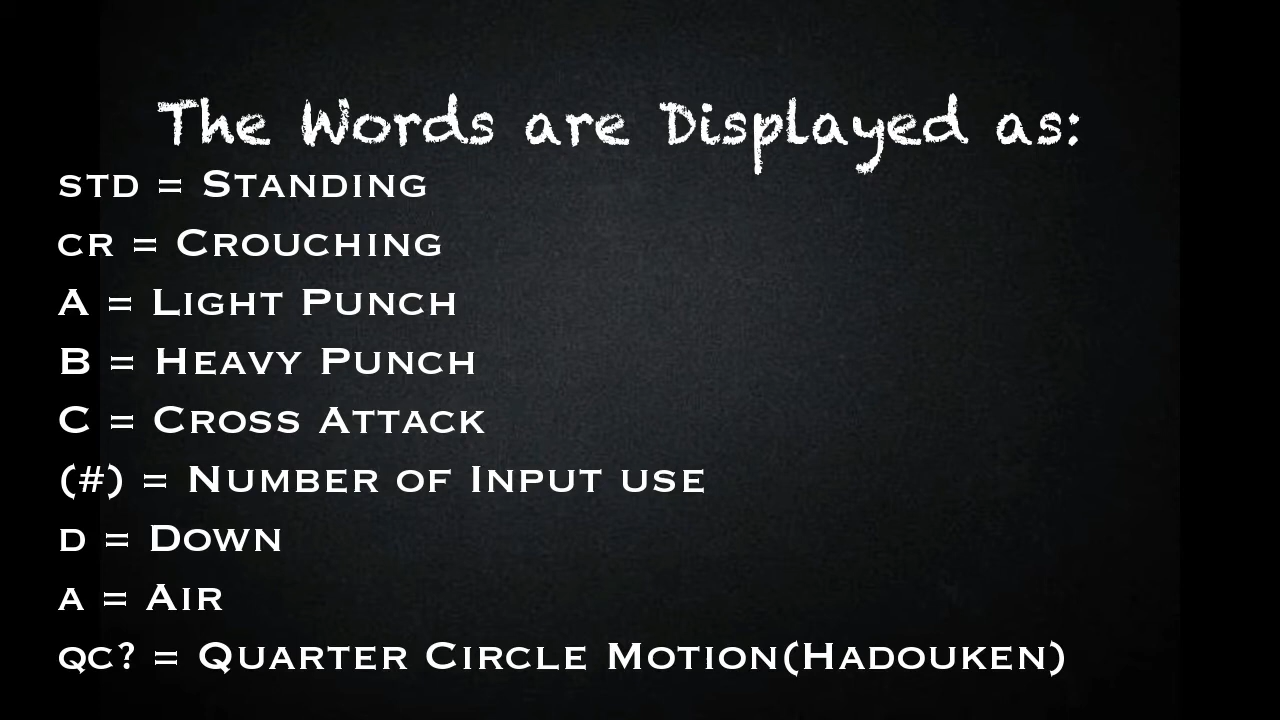 The Words are Displayed as:
std = Standing
cr = Crouching
A = Light Punch
B = Heavy Punch
C = Cross Attack
(#) = Number of Input use
d = Down
a = Air
qc? = Quarter Circle Motion(Hadouken)